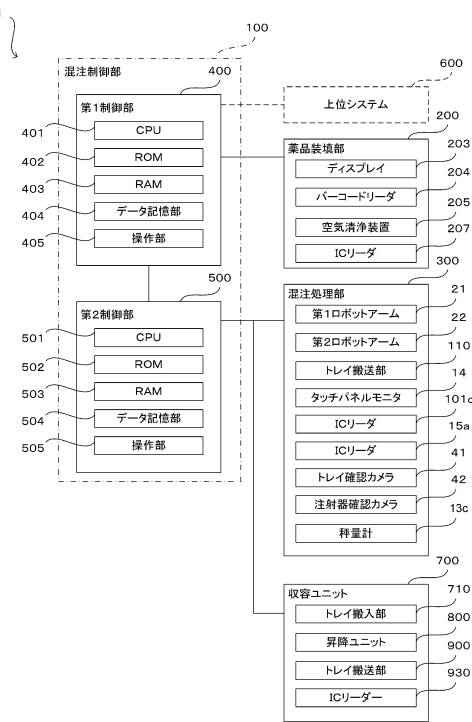 100
混注制御部
400
第1制御部
401 CPU
402 ROM
403 RAM
404 データ記憶部
405 操作部
500
第2制御部
501 CPU
502 ROM
503 RAM
504 データ記憶部
505 操作部
600
上位システム
200
薬品装填部
ディスプレイ 203
バーコードリーダ 204
空気清浄装置 205
ICリーダ 207
300
混注処理部
第1ロボットアーム 21
第2ロボットアーム 22
トレイ搬送部 110
タッチパネルモニタ 14
ICリーダ 101c
ICリーダ 15a
トレイ確認カメラ 41
注射器確認カメラ 42
秤量計 13c
700
収容ユニット
トレイ搬入部 710
昇降ユニット 800
トレイ搬送部 900
ICリーダー 930